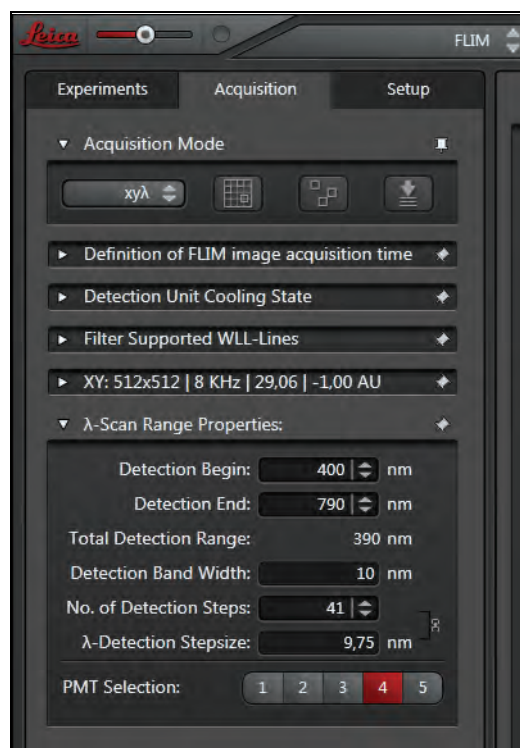 Leica
FLIM
Experiments Acquisition Setup
Acquisition Mode
xyλ
Definition of FLIM image acquisition time
Detection Unit Cooling State
Filter Supported WLL-Lines
XY: 512x512 | 8 KHz | 29,06 | -1,00 AU
λ-Scan Range Properties:
Detection Begin: 400 nm
Detection End: 790 nm
Total Detection Range: 390 nm
Detection Band Width: 10 nm
No. of Detection Steps: 41
λ-Detection Stepsize: 9,75 nm
PMT Selection: 1 2 3 4 5